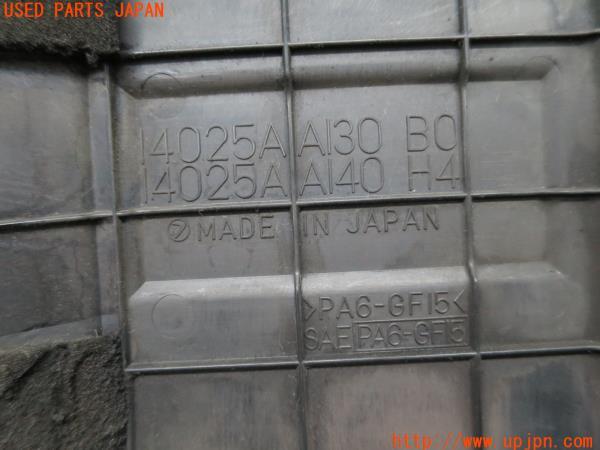 USED PARTS JAPAN
14025A AI30 B0
14025A AI40 H4
MADE IN JAPAN
>PA6-GF15<
SAE PA6-GF15
http://www.upjpn.com